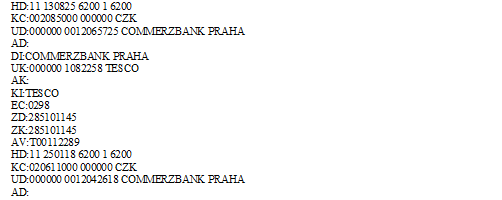 HD:11 130825 6200 1 6200
KC:002085000 000000 CZK
UD:000000 0012065725 COMMERZBANK PRAHA
AD:
DI:COMMERZBANK PRAHA
UK:000000 1082258 TESCO
AK:
KI:TESCO
EC:0298
ZD:285101145
ZK:285101145
AV:T00112289
HD:11 250118 6200 1 6200
KC:020611000 000000 CZK
UD:000000 0012042618 COMMERZBANK PRAHA
AD: